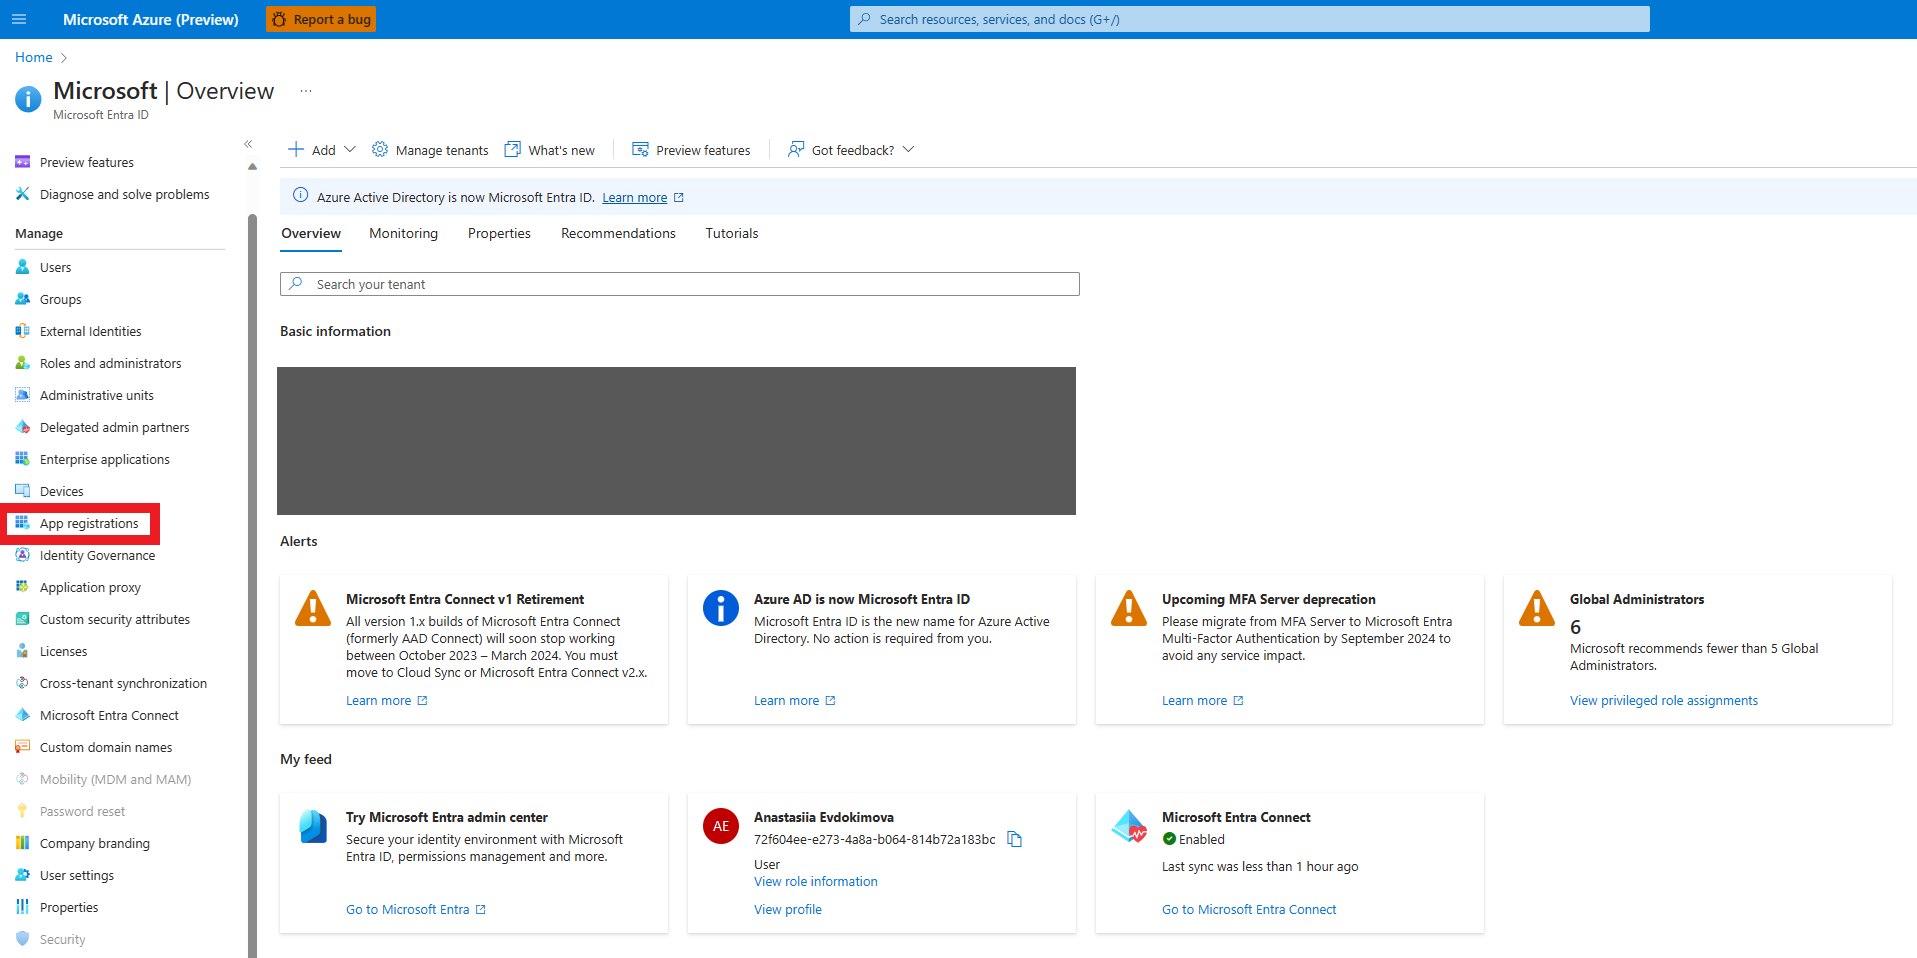 Microsoft Azure (Preview)
Report a bug
Search resources, services, and docs (G+/)
Home
Microsoft | Overview
...
Microsoft Entra ID
Preview features
Diagnose and solve problems
Manage
Users
Groups
External Identities
Roles and administrators
Administrative units
Delegated admin partners
Enterprise applications
Devices
App registrations
Identity Governance
Application proxy
Custom security attributes
Licenses
Cross-tenant synchronization
Microsoft Entra Connect
Custom domain names
Mobility (MDM and MAM)
Password reset
Company branding
User settings
Properties
Security
Add
Manage tenants
What's new
Preview features
Got feedback?
Azure Active Directory is now Microsoft Entra ID. Learn more
Overview
Monitoring
Properties
Recommendations
Tutorials
Search your tenant
Basic information
Alerts
Microsoft Entra Connect v1 Retirement
All version 1.x builds of Microsoft Entra Connect
(formerly AAD Connect) will soon stop working
between October 2023 – March 2024. You must
move to Cloud Sync or Microsoft Entra Connect v2.x.
Learn more
Azure AD is now Microsoft Entra ID
Microsoft Entra ID is the new name for Azure Active
Directory. No action is required from you.
Learn more
Upcoming MFA Server deprecation
Please migrate from MFA Server to Microsoft Entra
Multi-Factor Authentication by September 2024 to
avoid any service impact.
Learn more
Global Administrators
6
Microsoft recommends fewer than 5 Global
Administrators.
View privileged role assignments
My feed
Try Microsoft Entra admin center
Secure your identity environment with Microsoft
Entra ID, permissions management and more.
Go to Microsoft Entra
AE
Anastasiia Evdokimova
72f604ee-e273-4a8a-b064-814b72a183bc
User
View role information
View profile
Microsoft Entra Connect
Enabled
Last sync was less than 1 hour ago
Go to Microsoft Entra Connect